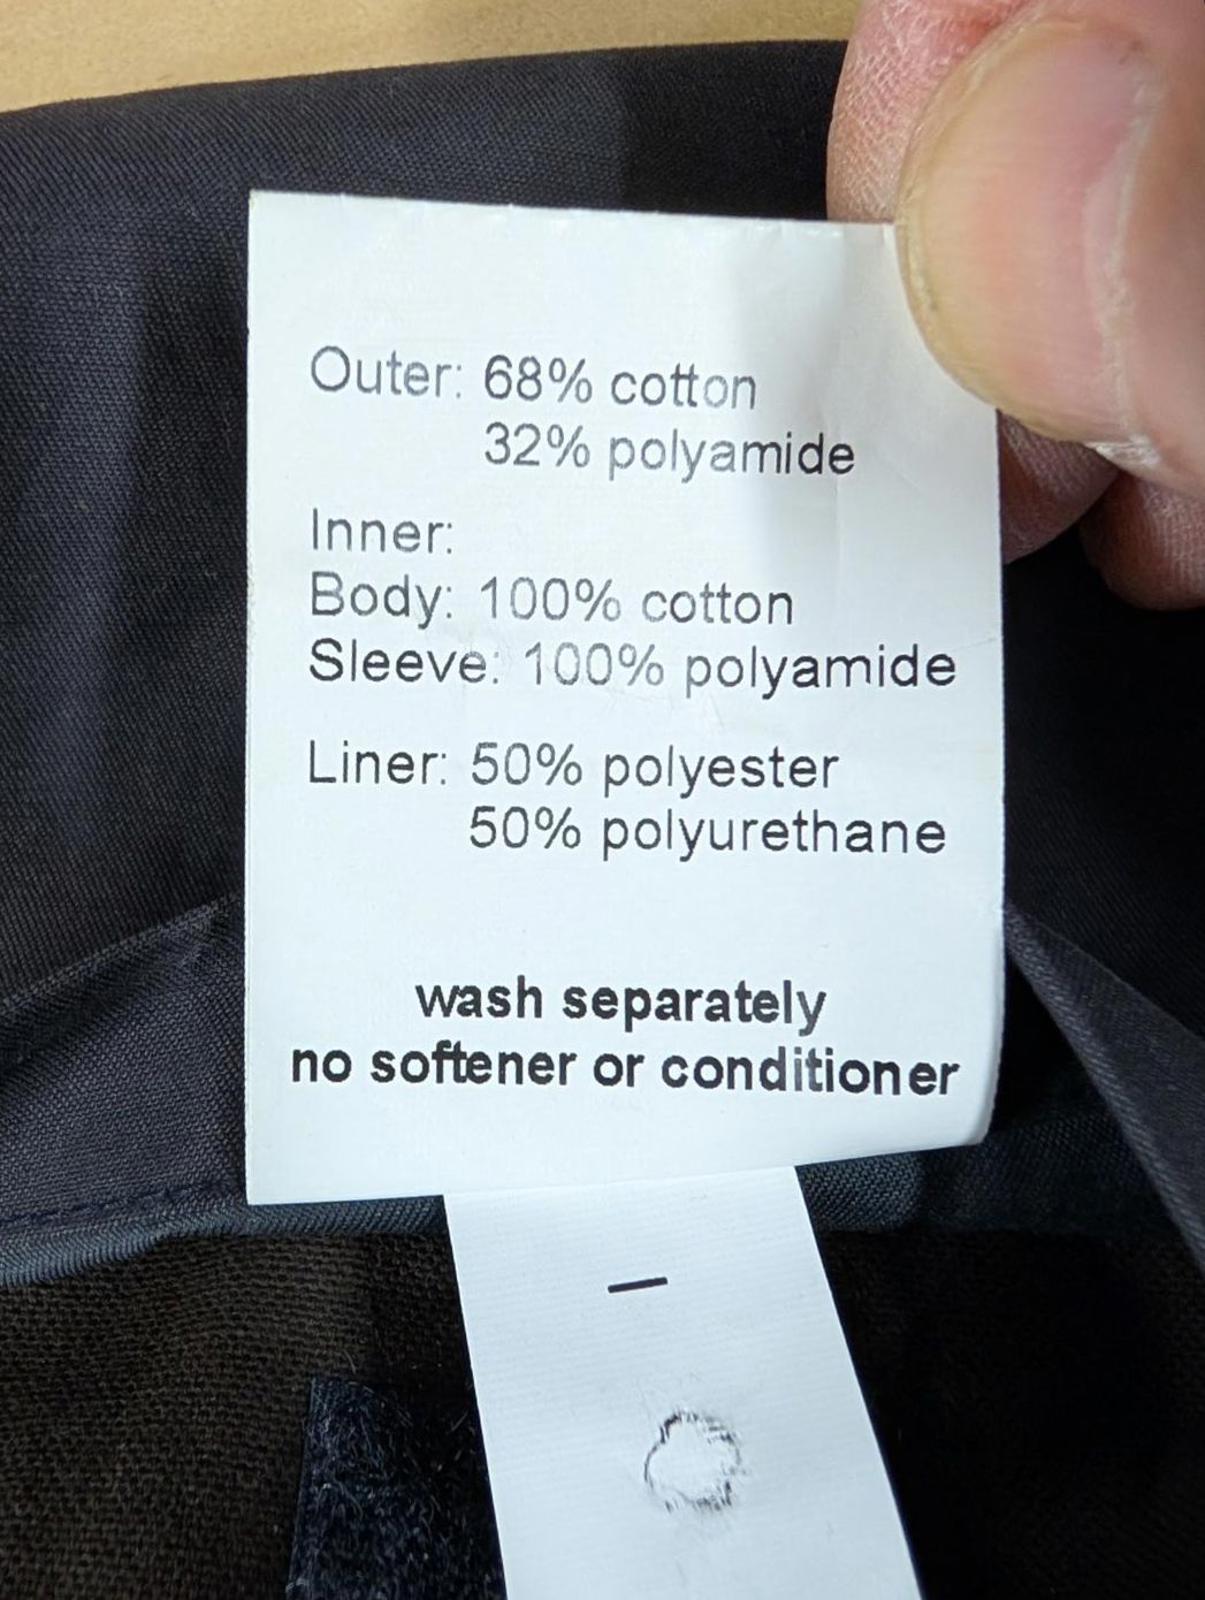 Outer: 68% cotton
32% polyamide
Inner:
Body: 100% cotton
Sleeve: 100% polyamide
Liner: 50% polyester
50% polyurethane
wash separately
no softener or conditioner